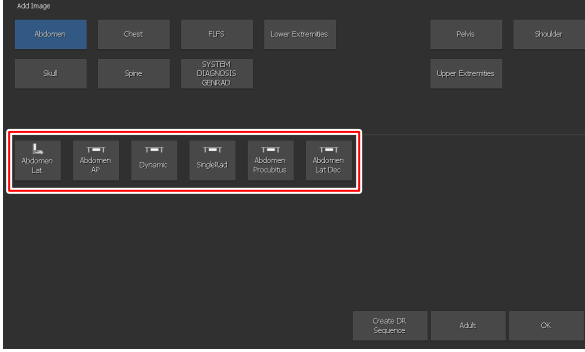 Add Image
Abdomen
Chest
FLFS
Lower Extremities
Pelvis
Shoulder
Skull
Spine
SYSTEM
DIAGNOSIS
GENRAD
Upper Extremities
Abdomen
Lat
Abdomen
AP
Dynamic
SingleRad
Abdomen
Procubitus
Abdomen
Lat Dec
Create DR
Sequence
Adult
OK